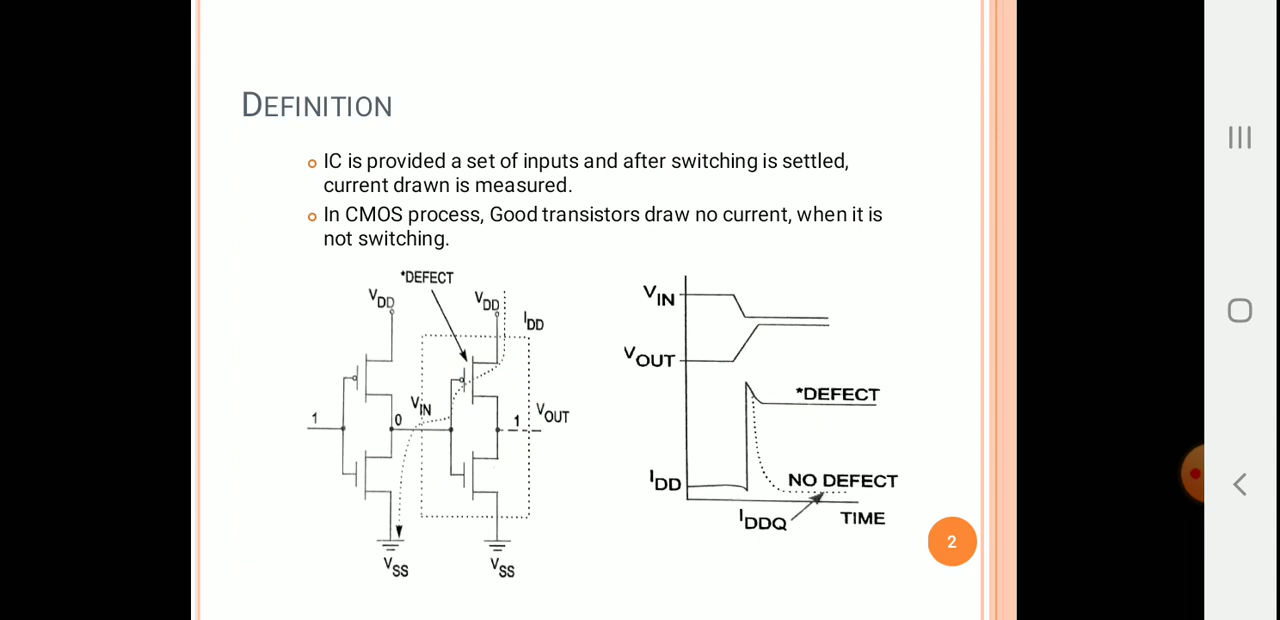 DEFINITION
IC is provided a set of inputs and after switching is settled,
current drawn is measured.
In CMOS process, Good transistors draw no current, when it is
not switching.
*DEFECT
VDD
VDD
IDD
1
0
VIN
1
VOUT
VSS
VSS
VIN
VOUT
*DEFECT
IDD
NO DEFECT
IDDQ
TIME
2